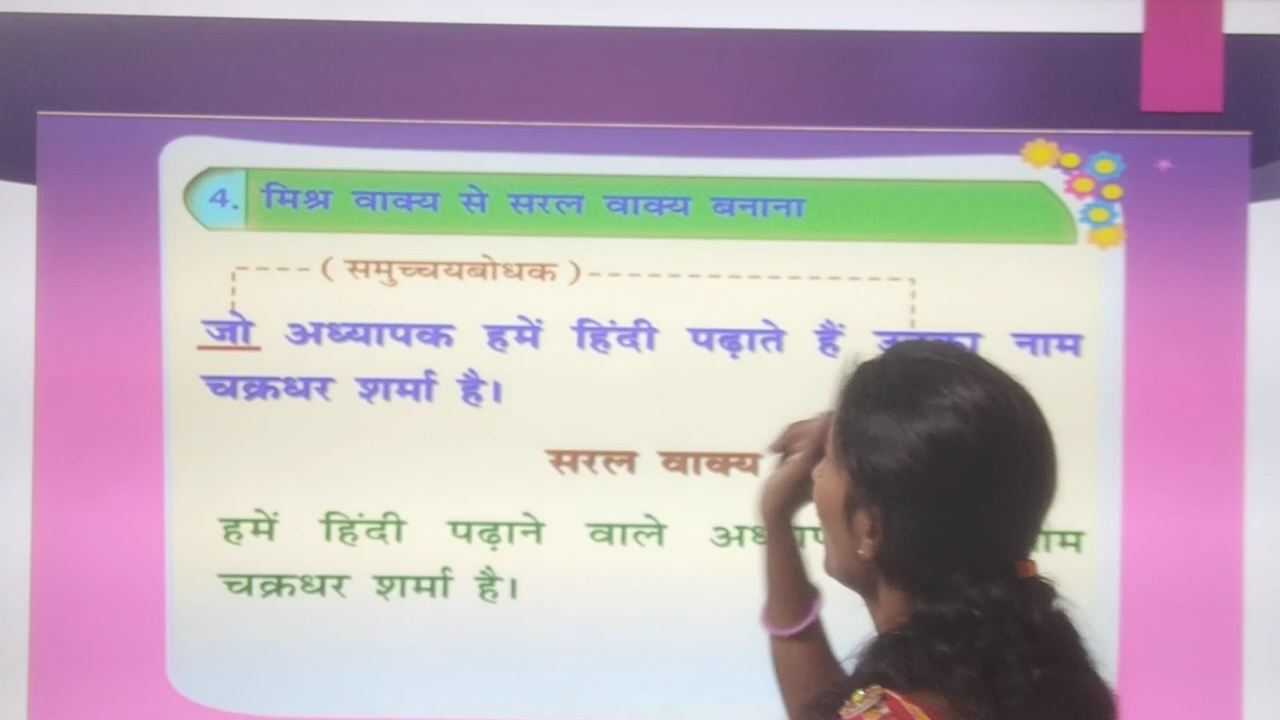 4. मिश्र वाक्य से सरल वाक्य बनाना
( समुच्चयबोधक )
जो अध्यापक हमें हिंदी पढ़ाते हैं उनका नाम
चक्रधर शर्मा है।
सरल वाक्य
हमें हिंदी पढ़ाने वाले
चक्रधर शर्मा है।